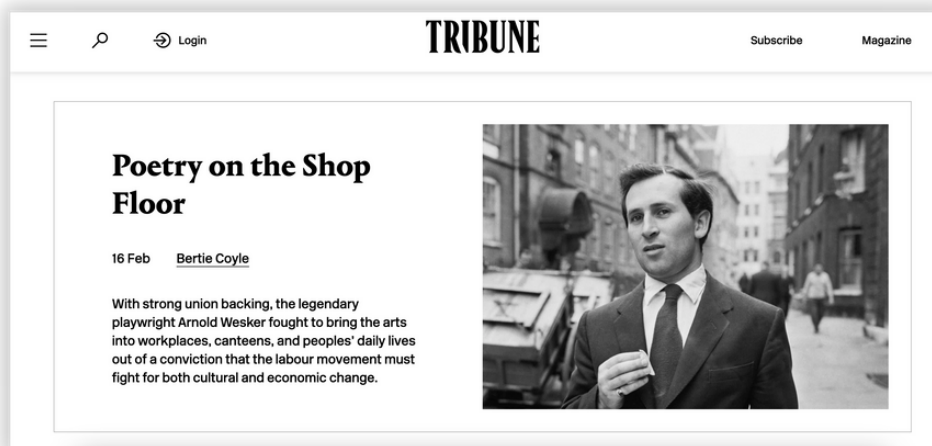 Login
TRIBUNE
Subscribe
Magazine
Poetry on the Shop
Floor
16 Feb
Bertie Coyle
With strong union backing, the legendary
playwright Arnold Wesker fought to bring the arts
into workplaces, canteens, and peoples' daily lives
out of a conviction that the labour movement must
fight for both cultural and economic change.